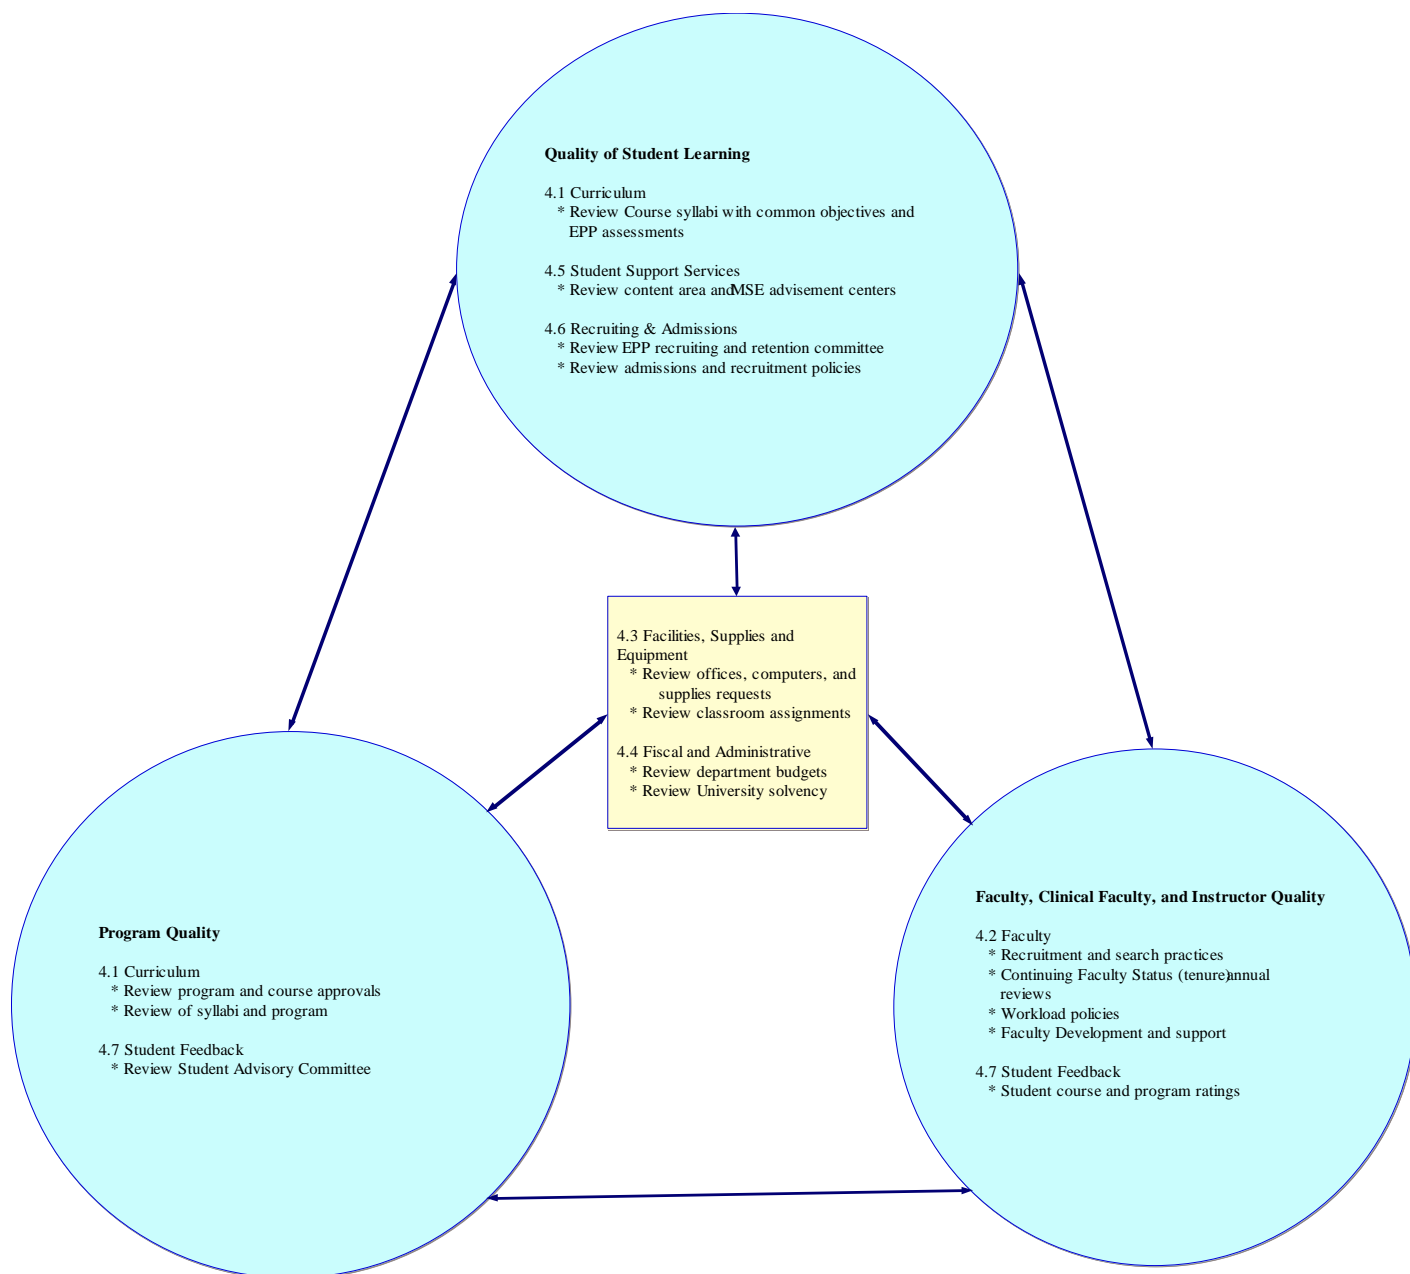 Quality of Student Learning
4.1 Curriculum
* Review Course syllabi with common objectives and
EPP assessments
4.5 Student Support Services
* Review content area andMSE advisement centers
4.6 Recruiting & Admissions
* Review EPP recruiting and retention committee
* Review admissions and recruitment policies
4.3 Facilities, Supplies and
Equipment
* Review offices, computers, and
supplies requests
* Review classroom assignments
4.4 Fiscal and Administrative
* Review department budgets
* Review University solvency
Program Quality
4.1 Curriculum
* Review program and course approvals
* Review of syllabi and program
4.7 Student Feedback
* Review Student Advisory Committee
Faculty, Clinical Faculty, and Instructor Quality
4.2 Faculty
* Recruitment and search practices
* Continuing Faculty Status (tenure)annual
reviews
* Workload policies
* Faculty Development and support
4.7 Student Feedback
* Student course and program ratings